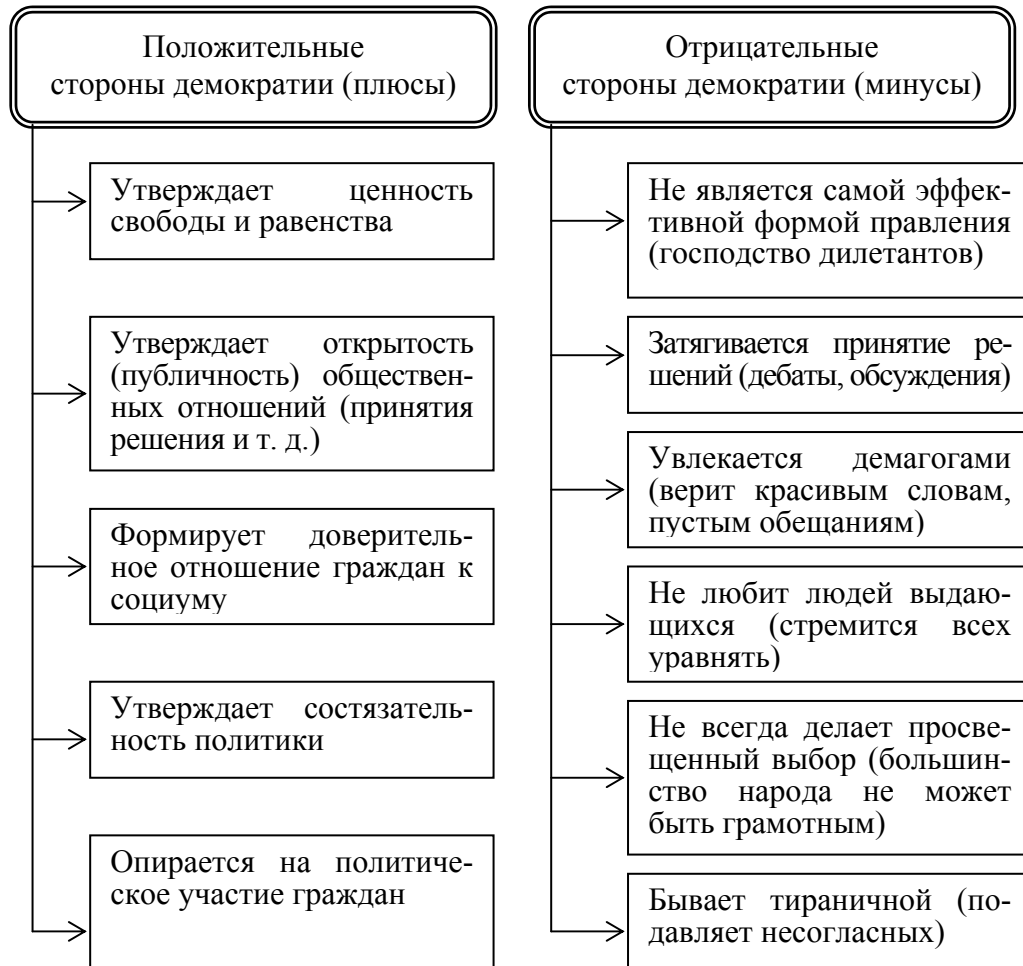 Положительные
стороны демократии (плюсы)
Утверждает ценность
свободы и равенства
Утверждает открытость
(публичность) обществен-
ных отношений (принятия
решения и т. д.)
Формирует доверитель-
ное отношение граждан к
социуму
Утверждает состязатель-
ность политики
Опирается на политиче-
ское участие граждан
Отрицательные
стороны демократии (минусы)
Не является самой эффек-
тивной формой правления
(господство дилетантов)
Затягивается принятие ре-
шений (дебаты, обсуждения)
Увлекается демагогами
(верит красивым словам,
пустым обещаниям)
Не любит людей выдаю-
щихся (стремится всех
уравнять)
Не всегда делает просве-
щенный выбор (большин-
ство народа не может
быть грамотным)
Бывает тираничной (по-
давляет несогласных)